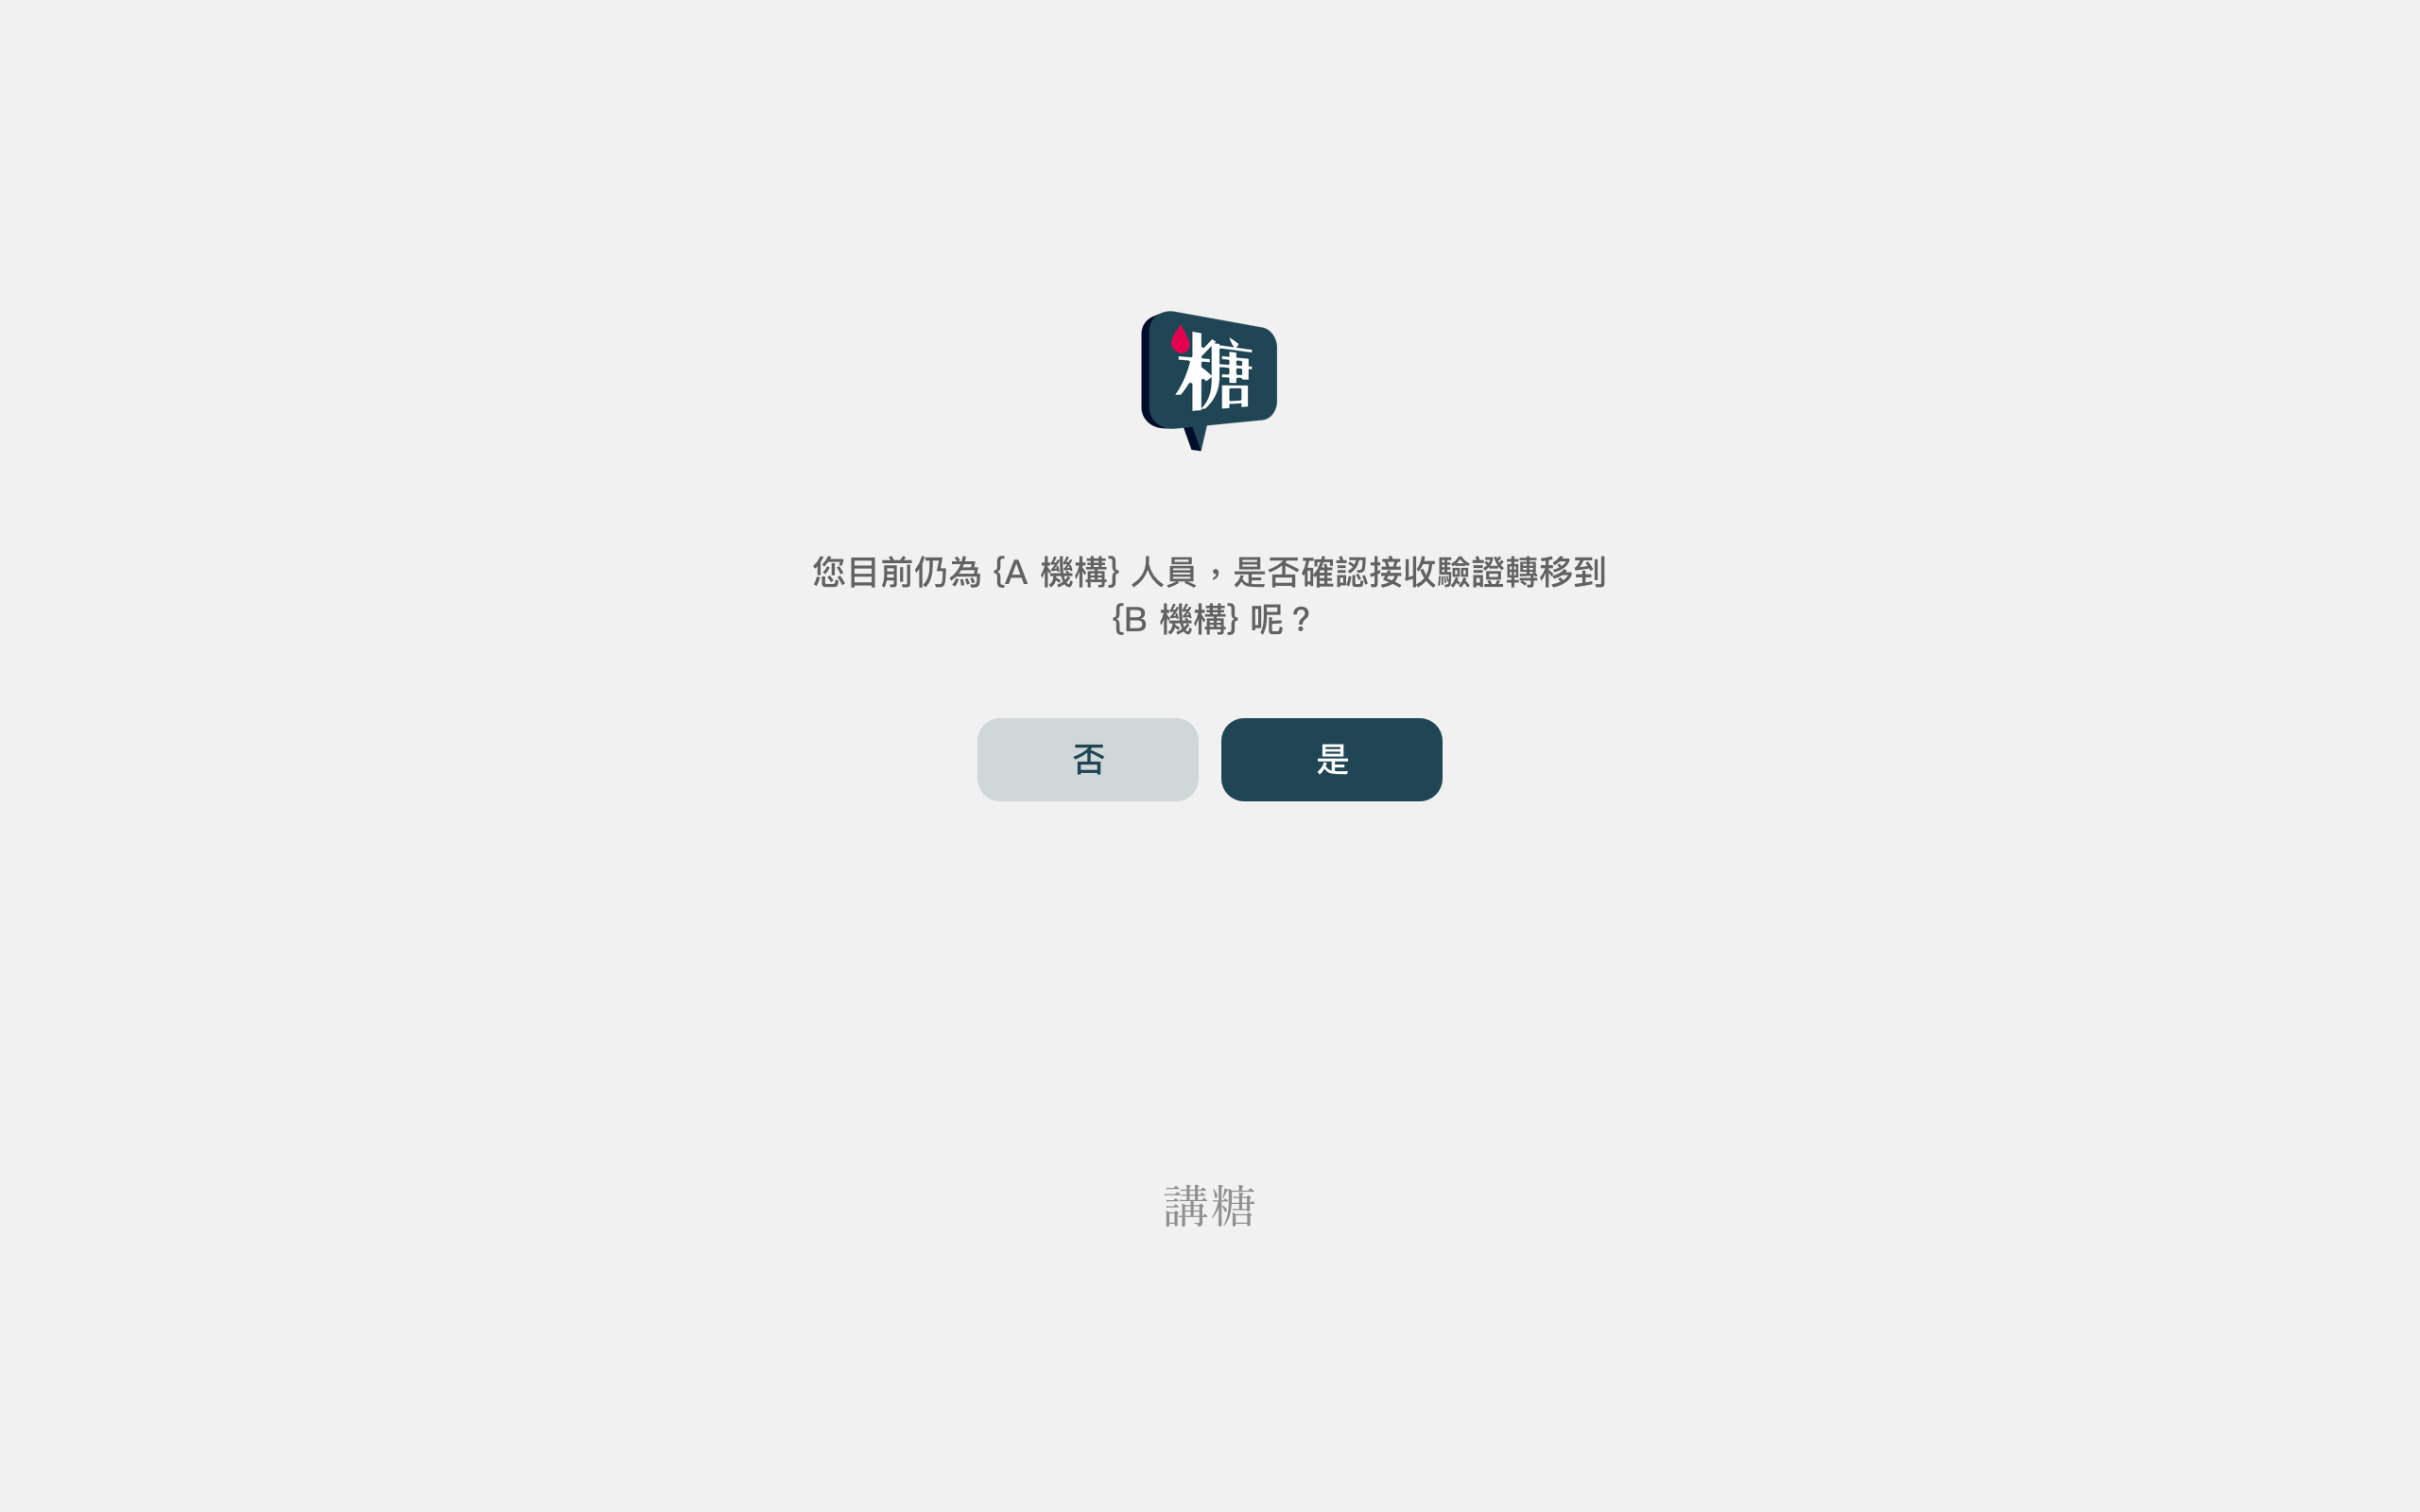 糖
您目前仍為 {A 機構} 人員，是否確認接收驗證轉移到
{B 機構} 呢？
否
是
講糖